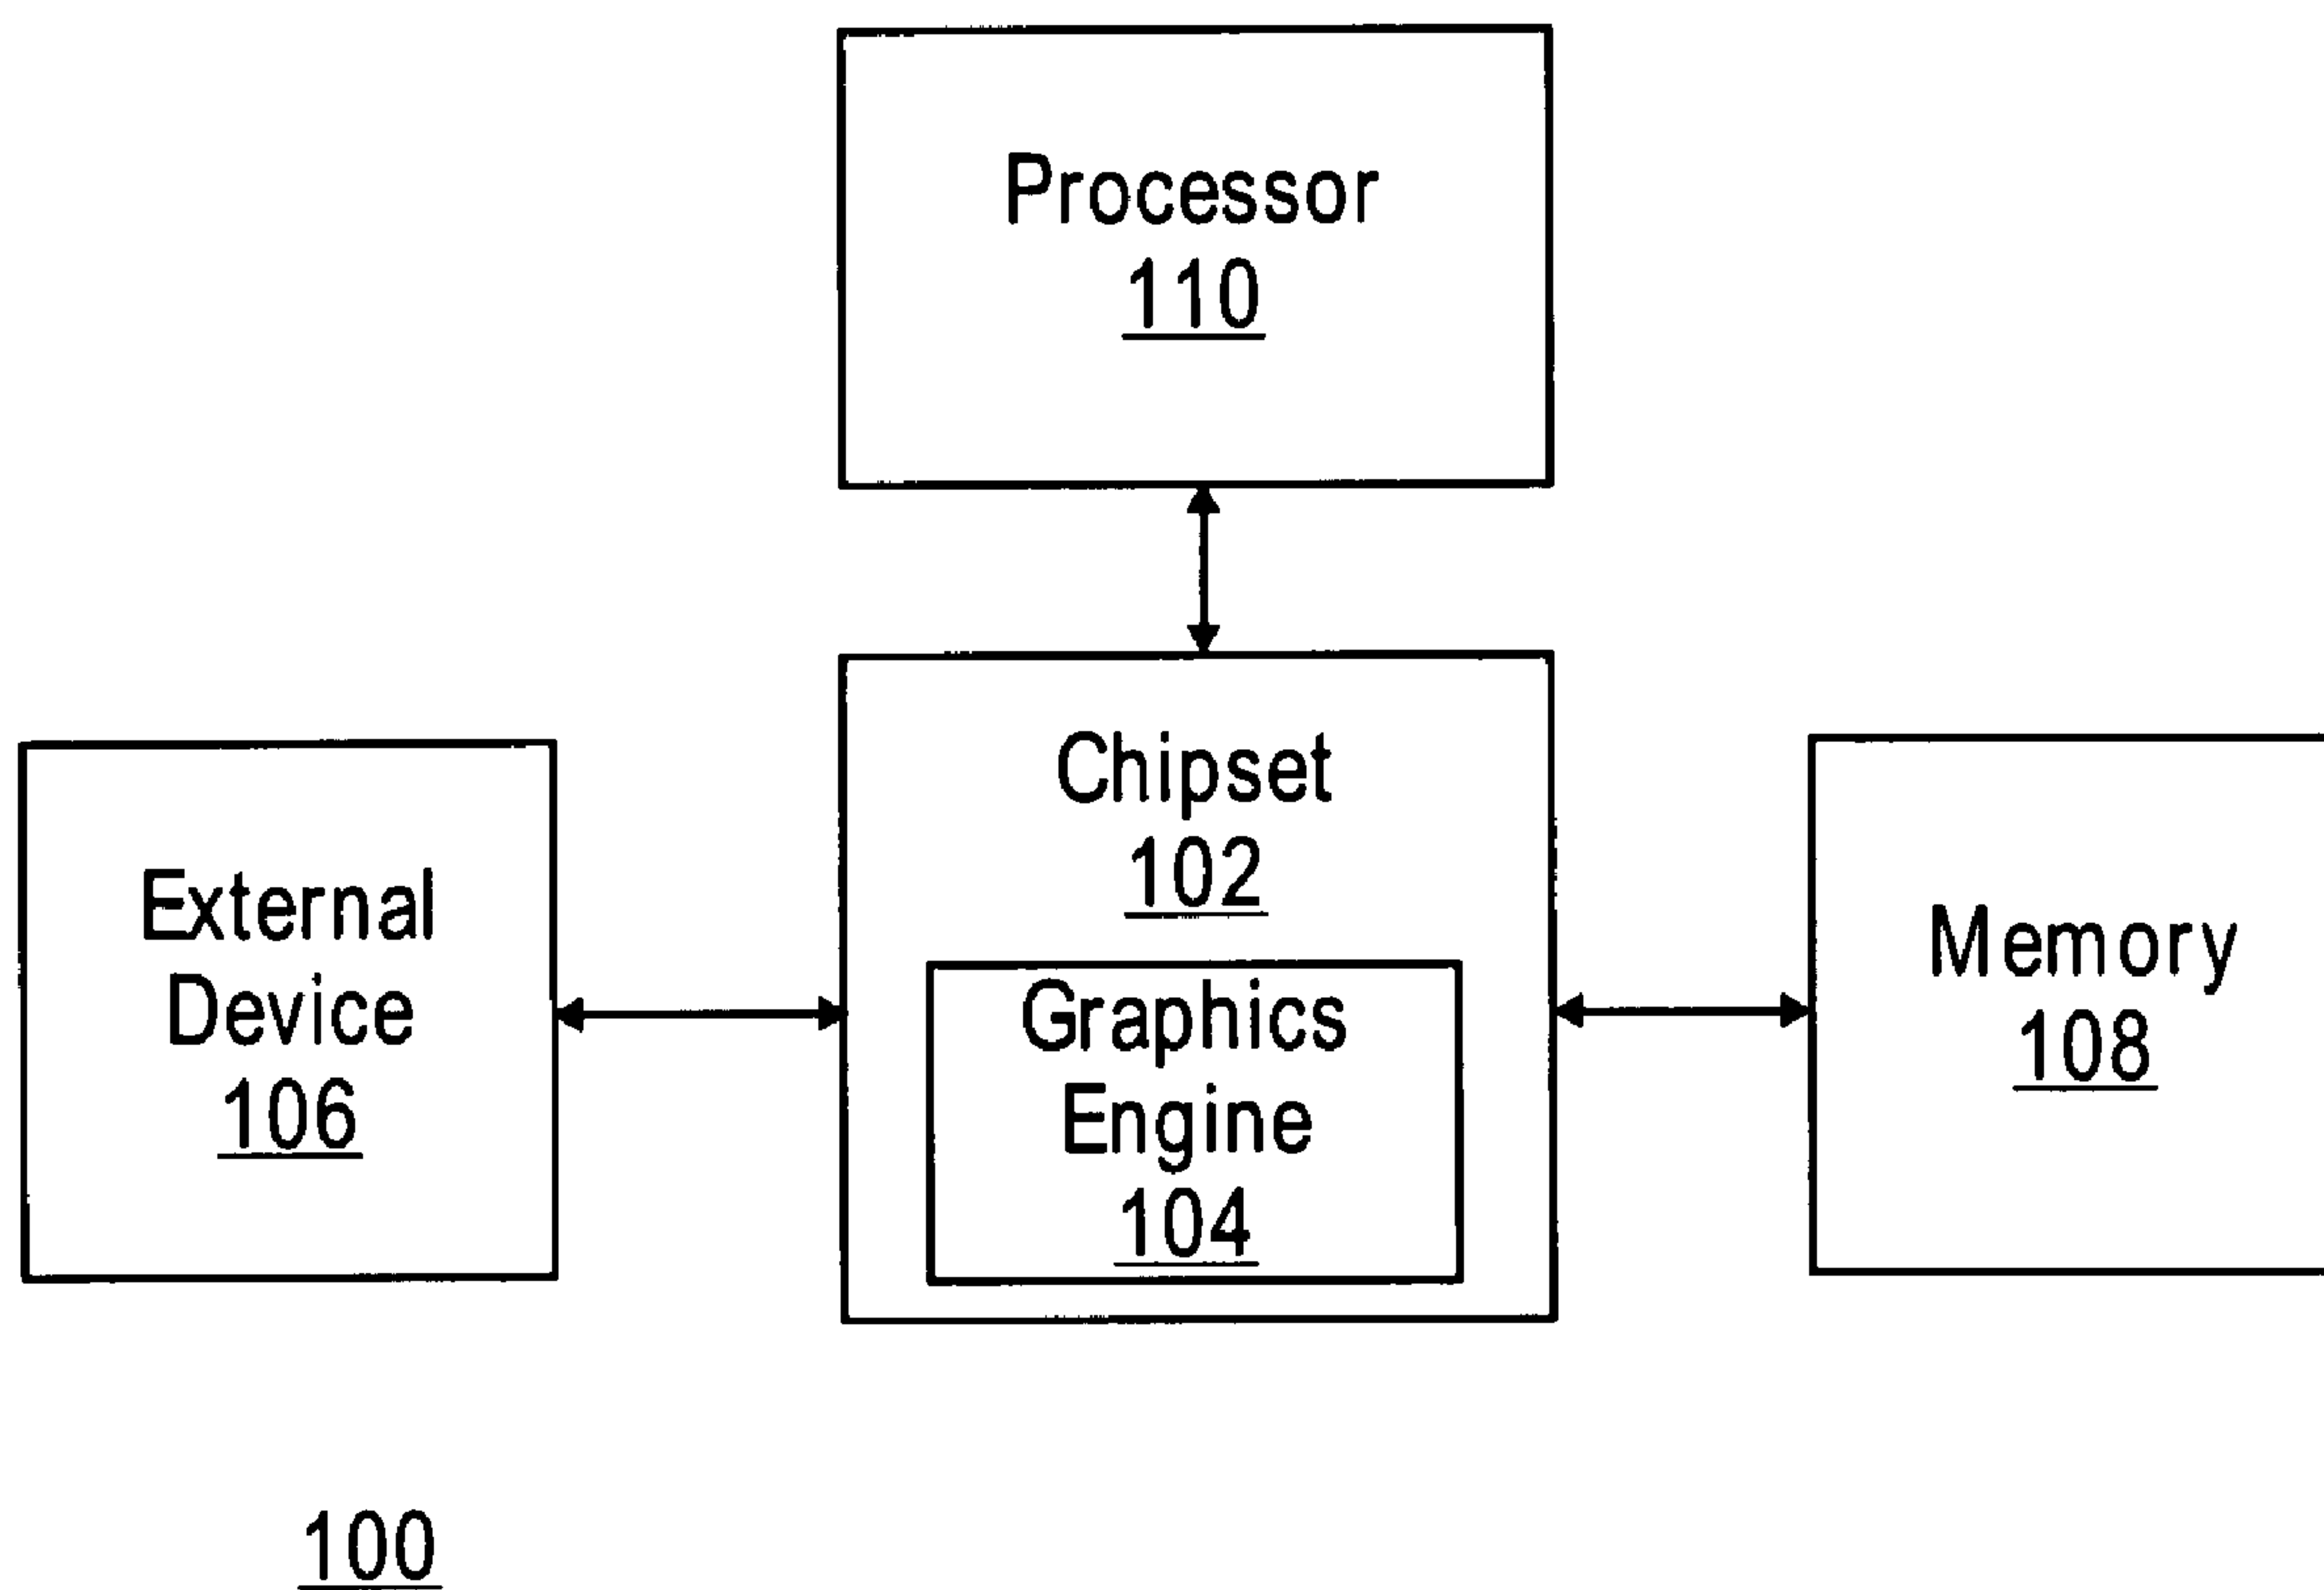 Processor
110
Chipset
102
External
Device
106
Graphics
Engine
104
Memory
108
100